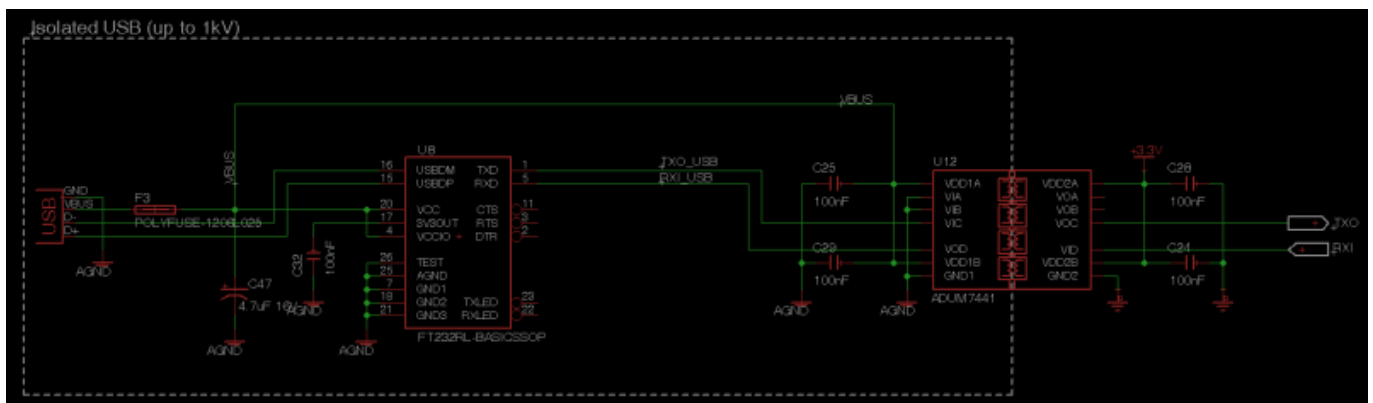 Isolated USB (up to 1kV)
VBUS
VBUS
USB
GND
VBUS
D-
D+
AGND
F3
POLYFUSE-1206L025
C47
4.7uF 16V
AGND
C32
100nF
AGND
U8
16 USBDM TXD 1
15 USBDP RXD 5
20 VCC CTS 11
17 3V3OUT RTS 3
4 VCCIO DTR 2
26 TEST
25 AGND
7 GND1
18 GND2 TXLED 23
21 GND3 RXLED 22
FT232RL-BASICSSOP
AGND
TXO_USB
RXI_USB
C25
100nF
C29
100nF
AGND
AGND
U12
VDD1A VDD2A
VIA VOA
VIB VOB
VIC VOC
VOD VID
VDD1B VDD2B
GND1 GND2
ADUM7441
+3.3V
100nF
C24
100nF
TXO
RXI